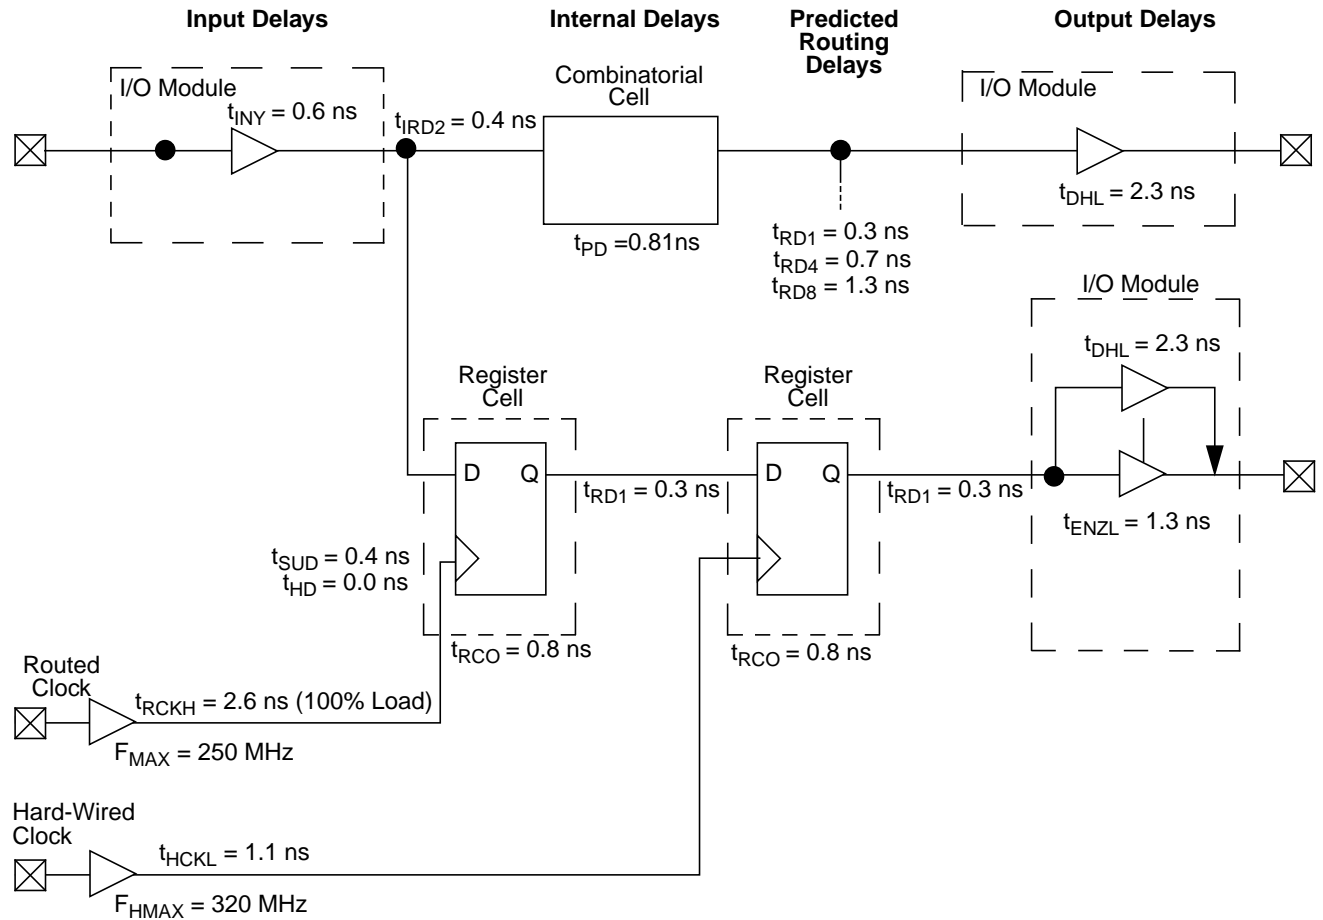 Input Delays
Internal Delays
Predicted
Routing
Delays
Output Delays
I/O Module
tINY = 0.6 ns
tIRD2 = 0.4 ns
Combinatorial
Cell
tPD =0.81ns
tRD1 = 0.3 ns
tRD4 = 0.7 ns
tRD8 = 1.3 ns
I/O Module
tDHL = 2.3 ns
I/O Module
tDHL = 2.3 ns
tENZL = 1.3 ns
Register
Cell
D Q
tRD1 = 0.3 ns
Register
Cell
D Q
tRD1 = 0.3 ns
tSUD = 0.4 ns
tHD = 0.0 ns
tRCO = 0.8 ns
tRCO = 0.8 ns
Routed
Clock
tRCKH = 2.6 ns (100% Load)
FMAX = 250 MHz
Hard-Wired
Clock
tHCKL = 1.1 ns
FHMAX = 320 MHz